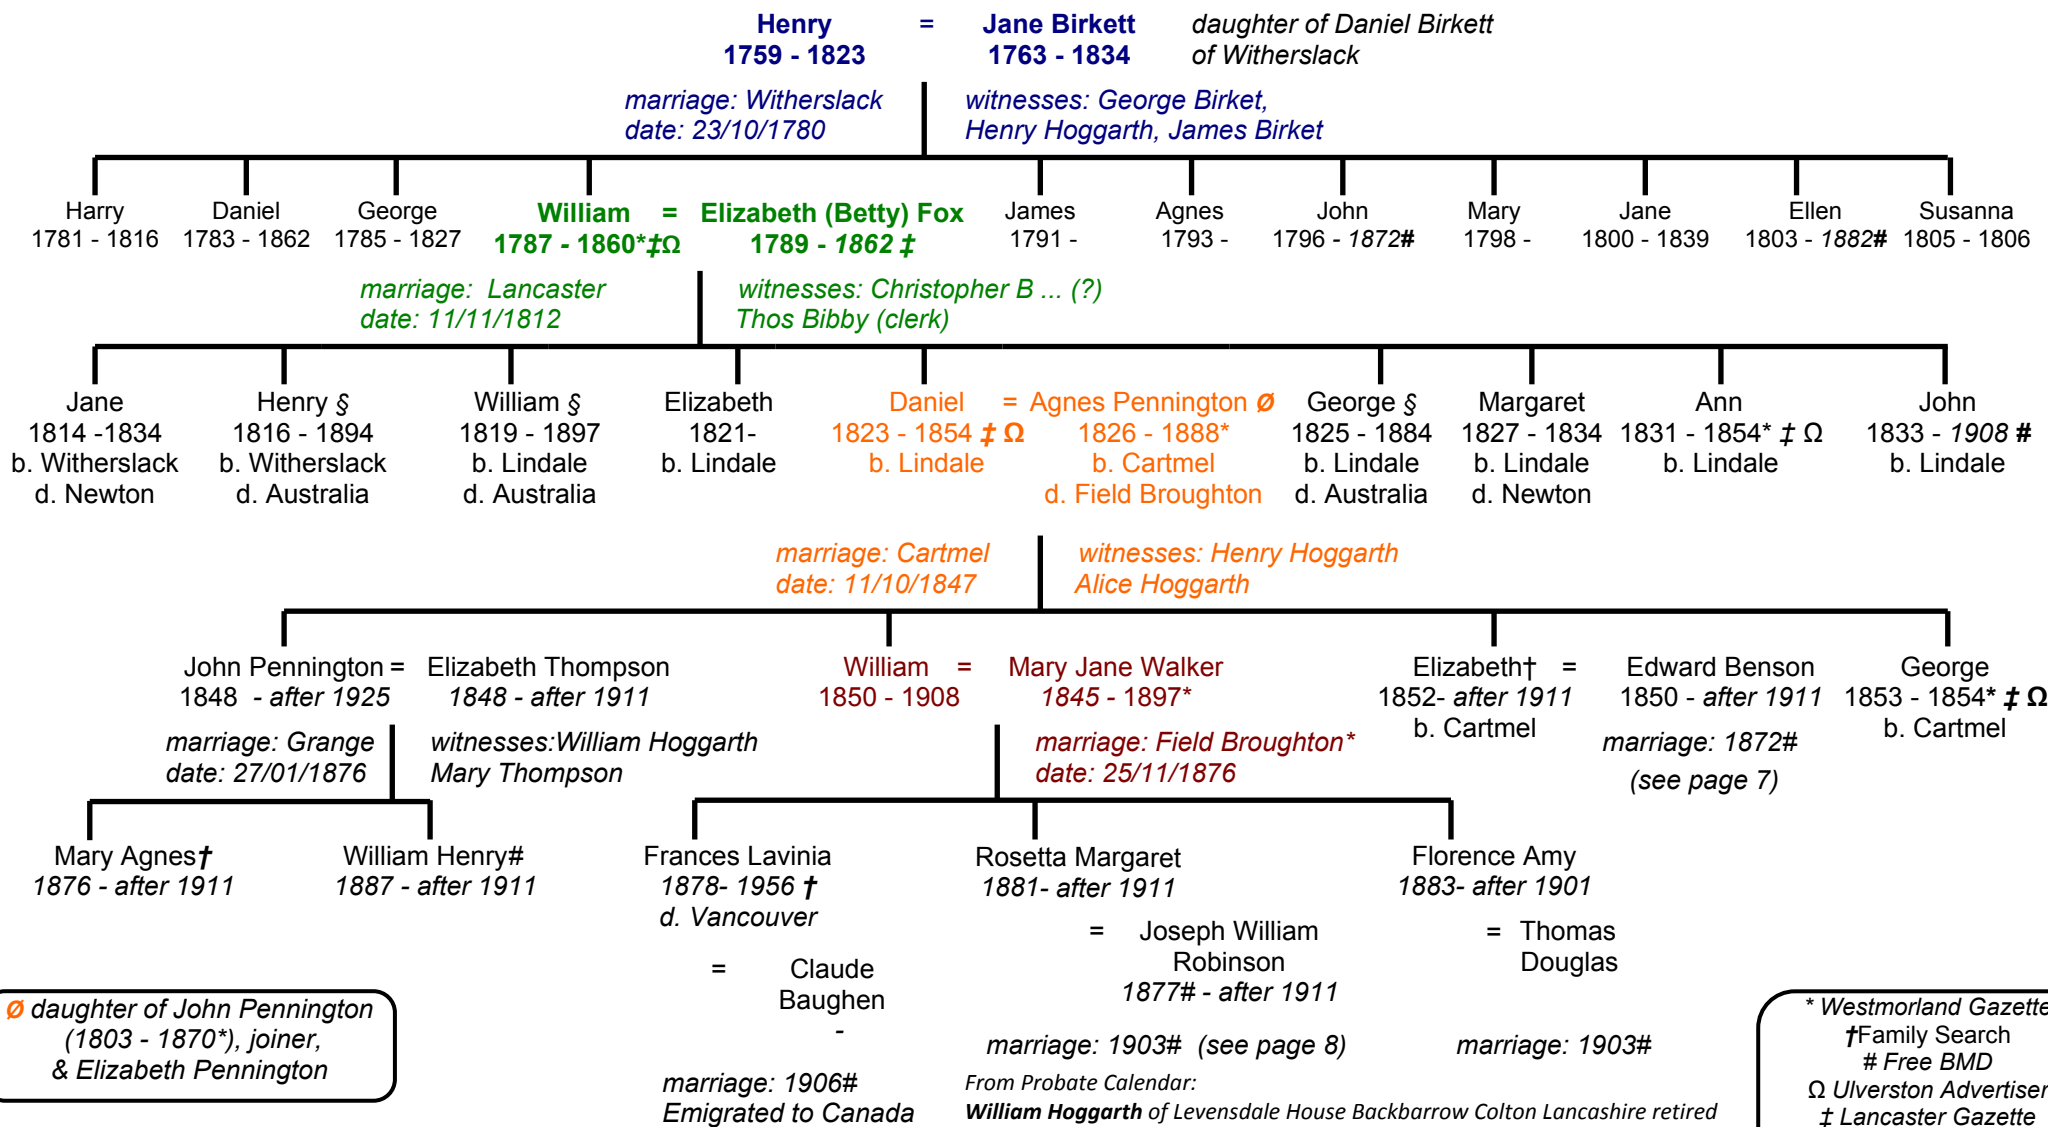 Henry = Jane Birkett daughter of Daniel Birkett
1759 - 1823 1763 - 1834 of Witherslack
marriage: Witherslack witnesses: George Birket,
date: 23/10/1780 Henry Hoggarth, James Birket
Harry Daniel George William = Elizabeth (Betty) Fox James Agnes John Mary Jane Ellen Susanna
1781 - 1816 1783 - 1862 1785 - 1827 1787 - 1860*‡Ω 1789 - 1862 ‡ 1791 - 1793 - 1796 - 1872# 1798 - 1800 - 1839 1803 - 1882# 1805 - 1806
marriage: Lancaster witnesses: Christopher B ... (?)
date: 11/11/1812 Thos Bibby (clerk)
Jane Henry § William § Elizabeth Daniel = Agnes Pennington Ø George § Margaret Ann John
1814 -1834 1816 - 1894 1819 - 1897 1821- 1823 - 1854 ‡ Ω 1826 - 1888* 1825 - 1884 1827 - 1834 1831 - 1854* ‡ Ω 1833 - 1908 #
b. Witherslack b. Witherslack b. Lindale b. Lindale b. Lindale b. Cartmel b. Lindale b. Lindale b. Lindale b. Lindale
d. Newton d. Australia d. Australia d. Field Broughton d. Australia d. Newton
marriage: Cartmel witnesses: Henry Hoggarth
date: 11/10/1847 Alice Hoggarth
John Pennington = Elizabeth Thompson William = Mary Jane Walker Elizabeth† = Edward Benson George
1848 - after 1925 1848 - after 1911 1850 - 1908 1845 - 1897* 1852- after 1911 1850 - after 1911 1853 - 1854* ‡ Ω
b. Cartmel b. Cartmel
marriage: Grange witnesses:William Hoggarth marriage: Field Broughton* marriage: 1872#
date: 27/01/1876 Mary Thompson date: 25/11/1876 (see page 7)
Mary Agnes† William Henry# Frances Lavinia Rosetta Margaret Florence Amy
1876 - after 1911 1887 - after 1911 1878- 1956 † 1881- after 1911 1883- after 1901
d. Vancouver
= Joseph William = Thomas
Robinson Douglas
= Claude
Baughen
1877# - after 1911
-
marriage: 1903# (see page 8) marriage: 1903#
marriage: 1906#
Emigrated to Canada
From Probate Calendar:
William Hoggarth of Levensdale House Backbarrow Colton Lancashire retired
Ø daughter of John Pennington
(1803 - 1870*), joiner,
& Elizabeth Pennington
* Westmorland Gazette
†Family Search
# Free BMD
Ω Ulverston Advertiser
‡ Lancaster Gazette